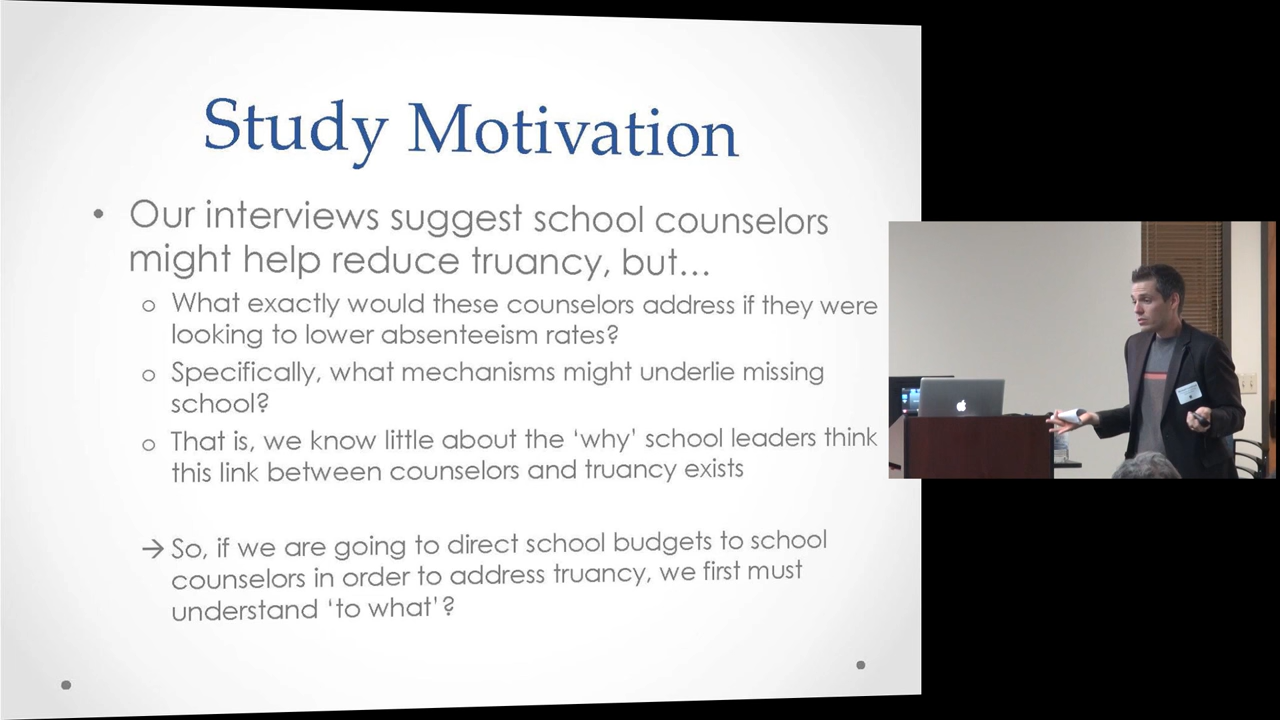 Study Motivation
• Our interviews suggest school counselors
might help reduce truancy, but…
o What exactly would these counselors address if they were
looking to lower absenteeism rates?
o Specifically, what mechanisms might underlie missing
school?
o That is, we know little about the ‘why’ school leaders think
this link between counselors and truancy exists
→ So, if we are going to direct school budgets to school
counselors in order to address truancy, we first must
understand ‘to what’?